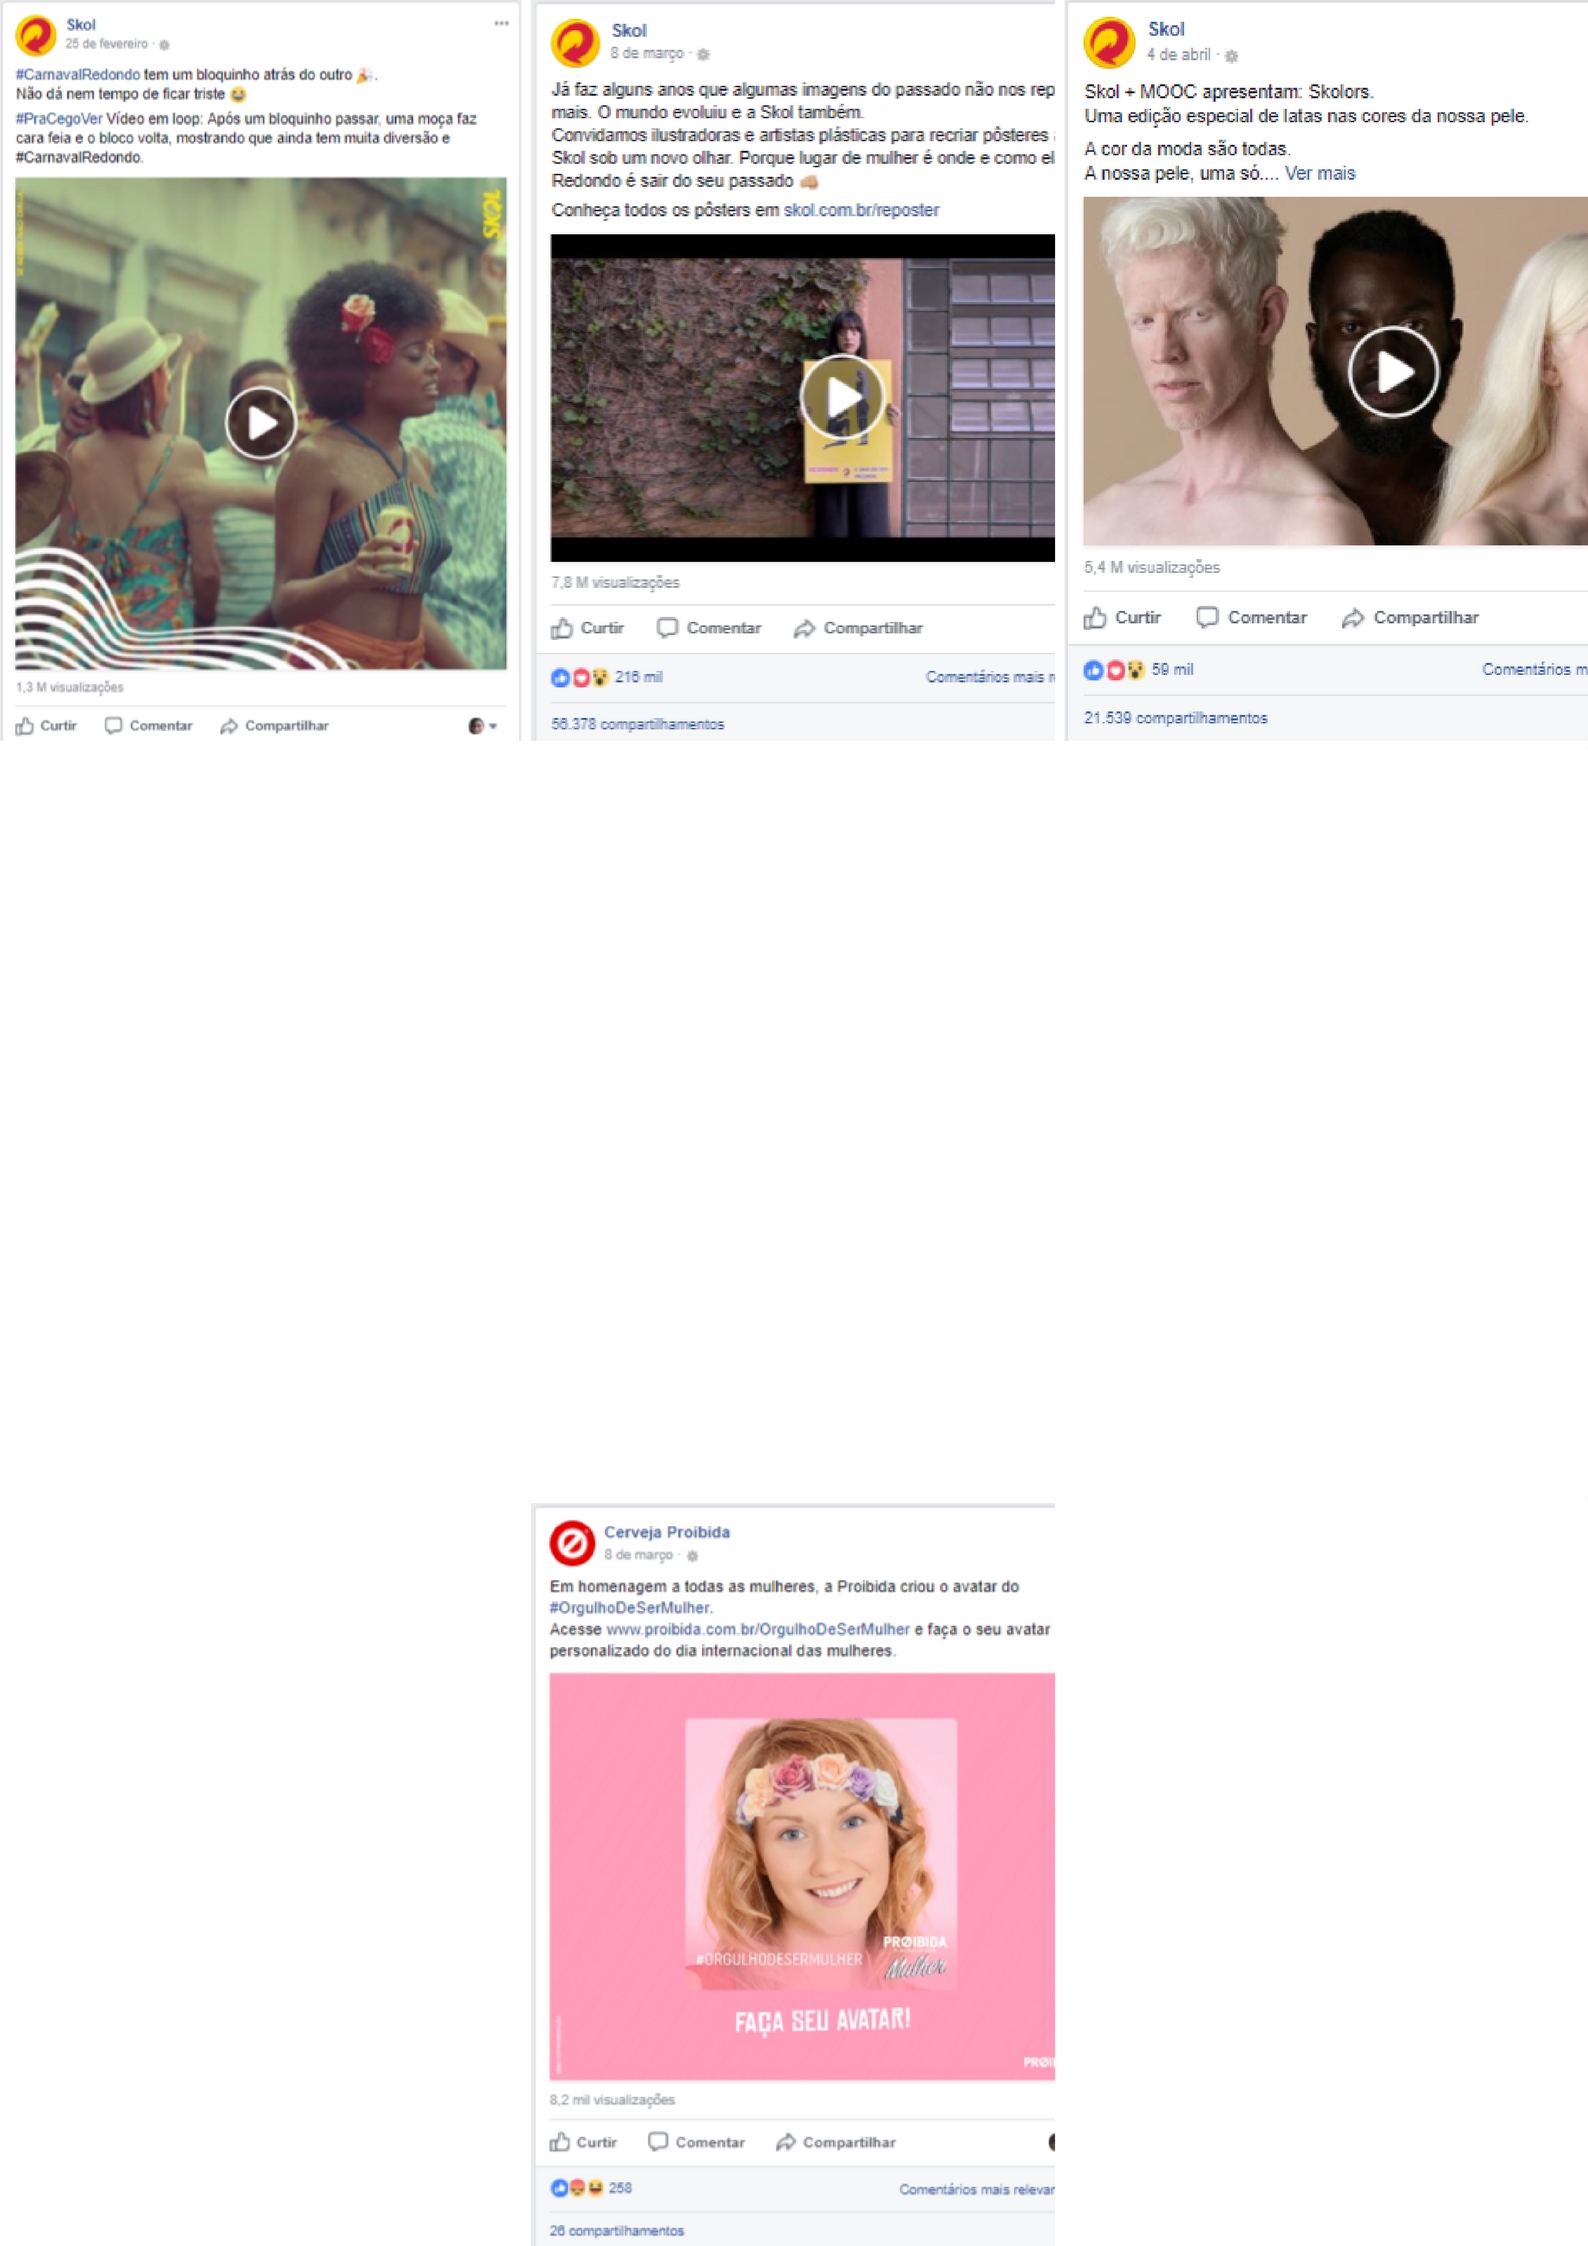 Skol
25 de fevereiro
#CarnavalRedondo tem um bloquinho atrás do outro 🎉.
Não dá nem tempo de ficar triste 😂
#PraCegoVer Vídeo em loop: Após um bloquinho passar, uma moça faz
cara feia e o bloco volta, mostrando que ainda tem muita diversão e
#CarnavalRedondo.
SKOL
1,3 M visualizações
Curtir Comentar Compartilhar
Skol
8 de março
Já faz alguns anos que algumas imagens do passado não nos rep
mais. O mundo evoluiu e a Skol também.
Convidamos ilustradoras e artistas plásticas para recriar pôsteres
Skol sob um novo olhar. Porque lugar de mulher é onde e como el
Redondo é sair do seu passado 👊🏼
Conheça todos os pôsters em skol.com.br/reposter
7,8 M visualizações
Curtir Comentar Compartilhar
216 mil Comentários mais r
56.378 compartilhamentos
Skol
4 de abril
Skol + MOOC apresentam: Skolors.
Uma edição especial de latas nas cores da nossa pele.
A cor da moda são todas.
A nossa pele, uma só.... Ver mais
5,4 M visualizações
Curtir Comentar Compartilhar
59 mil Comentários m
21.539 compartilhamentos
Cerveja Proibida
8 de março
Em homenagem a todas as mulheres, a Proibida criou o avatar do
#OrgulhoDeSerMulher.
Acesse www.proibida.com.br/OrgulhoDeSerMulher e faça o seu avatar
personalizado do dia internacional das mulheres.
PRØIBIDA
#ORGULHODESERMULHER Mulher
FAÇA SEU AVATAR!
PRØI
8,2 mil visualizações
Curtir Comentar Compartilhar
258 Comentários mais relevar
26 compartilhamentos